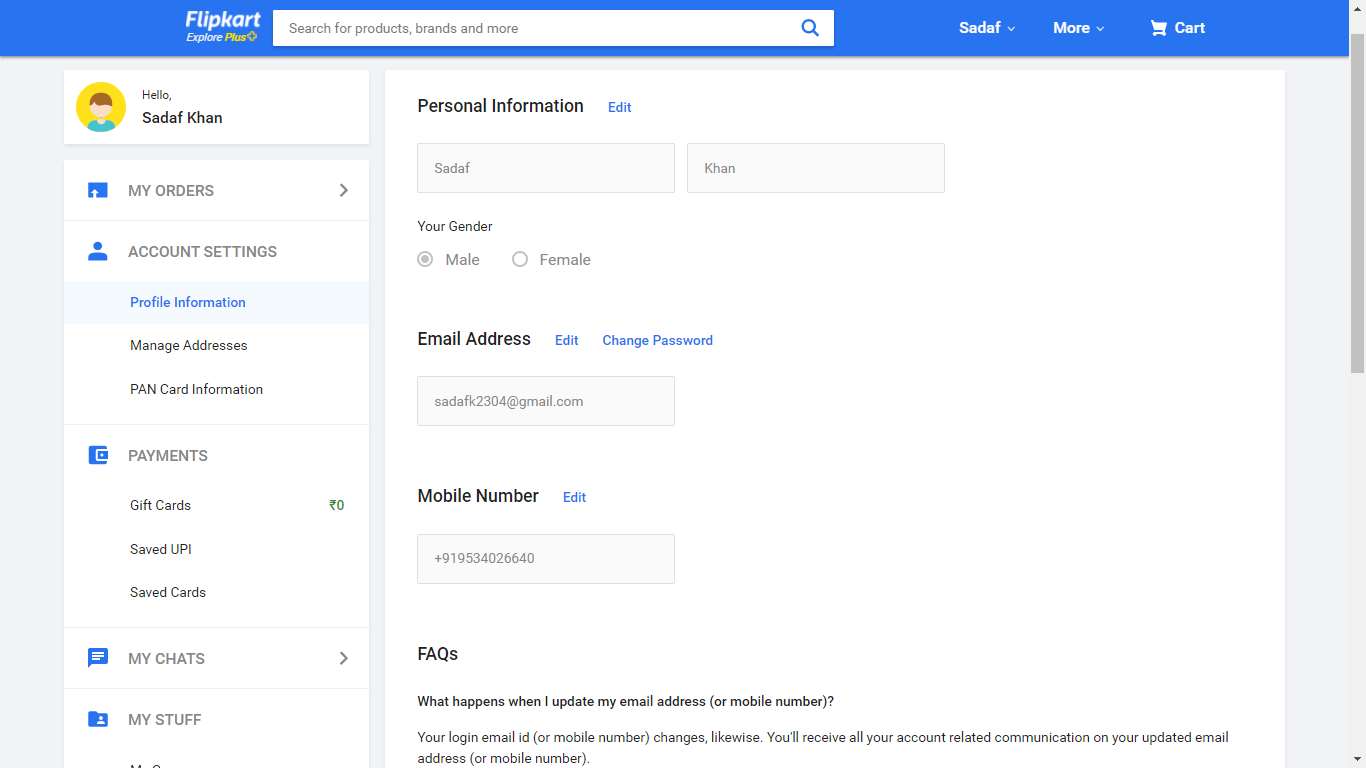 Flipkart
Explore Plus
Search for products, brands and more
Sadaf
More
Cart
Hello,
Sadaf Khan
MY ORDERS
ACCOUNT SETTINGS
Profile Information
Manage Addresses
PAN Card Information
PAYMENTS
Gift Cards ₹0
Saved UPI
Saved Cards
MY CHATS
MY STUFF
Personal Information Edit
Sadaf
Khan
Your Gender
Male Female
Email Address Edit Change Password
sadafk2304@gmail.com
Mobile Number Edit
+919534026640
FAQs
What happens when I update my email address (or mobile number)?
Your login email id (or mobile number) changes, likewise. You'll receive all your account related communication on your updated email
address (or mobile number).